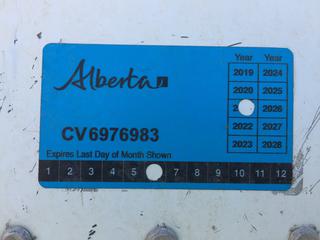 Alberta
Year Year
2019 2024
2020 2025
2026
2022 2027
2023 2028
CV6976983
Expires Last Day of Month Shown
1 2 3 4 5 7 8 9 10 11 12